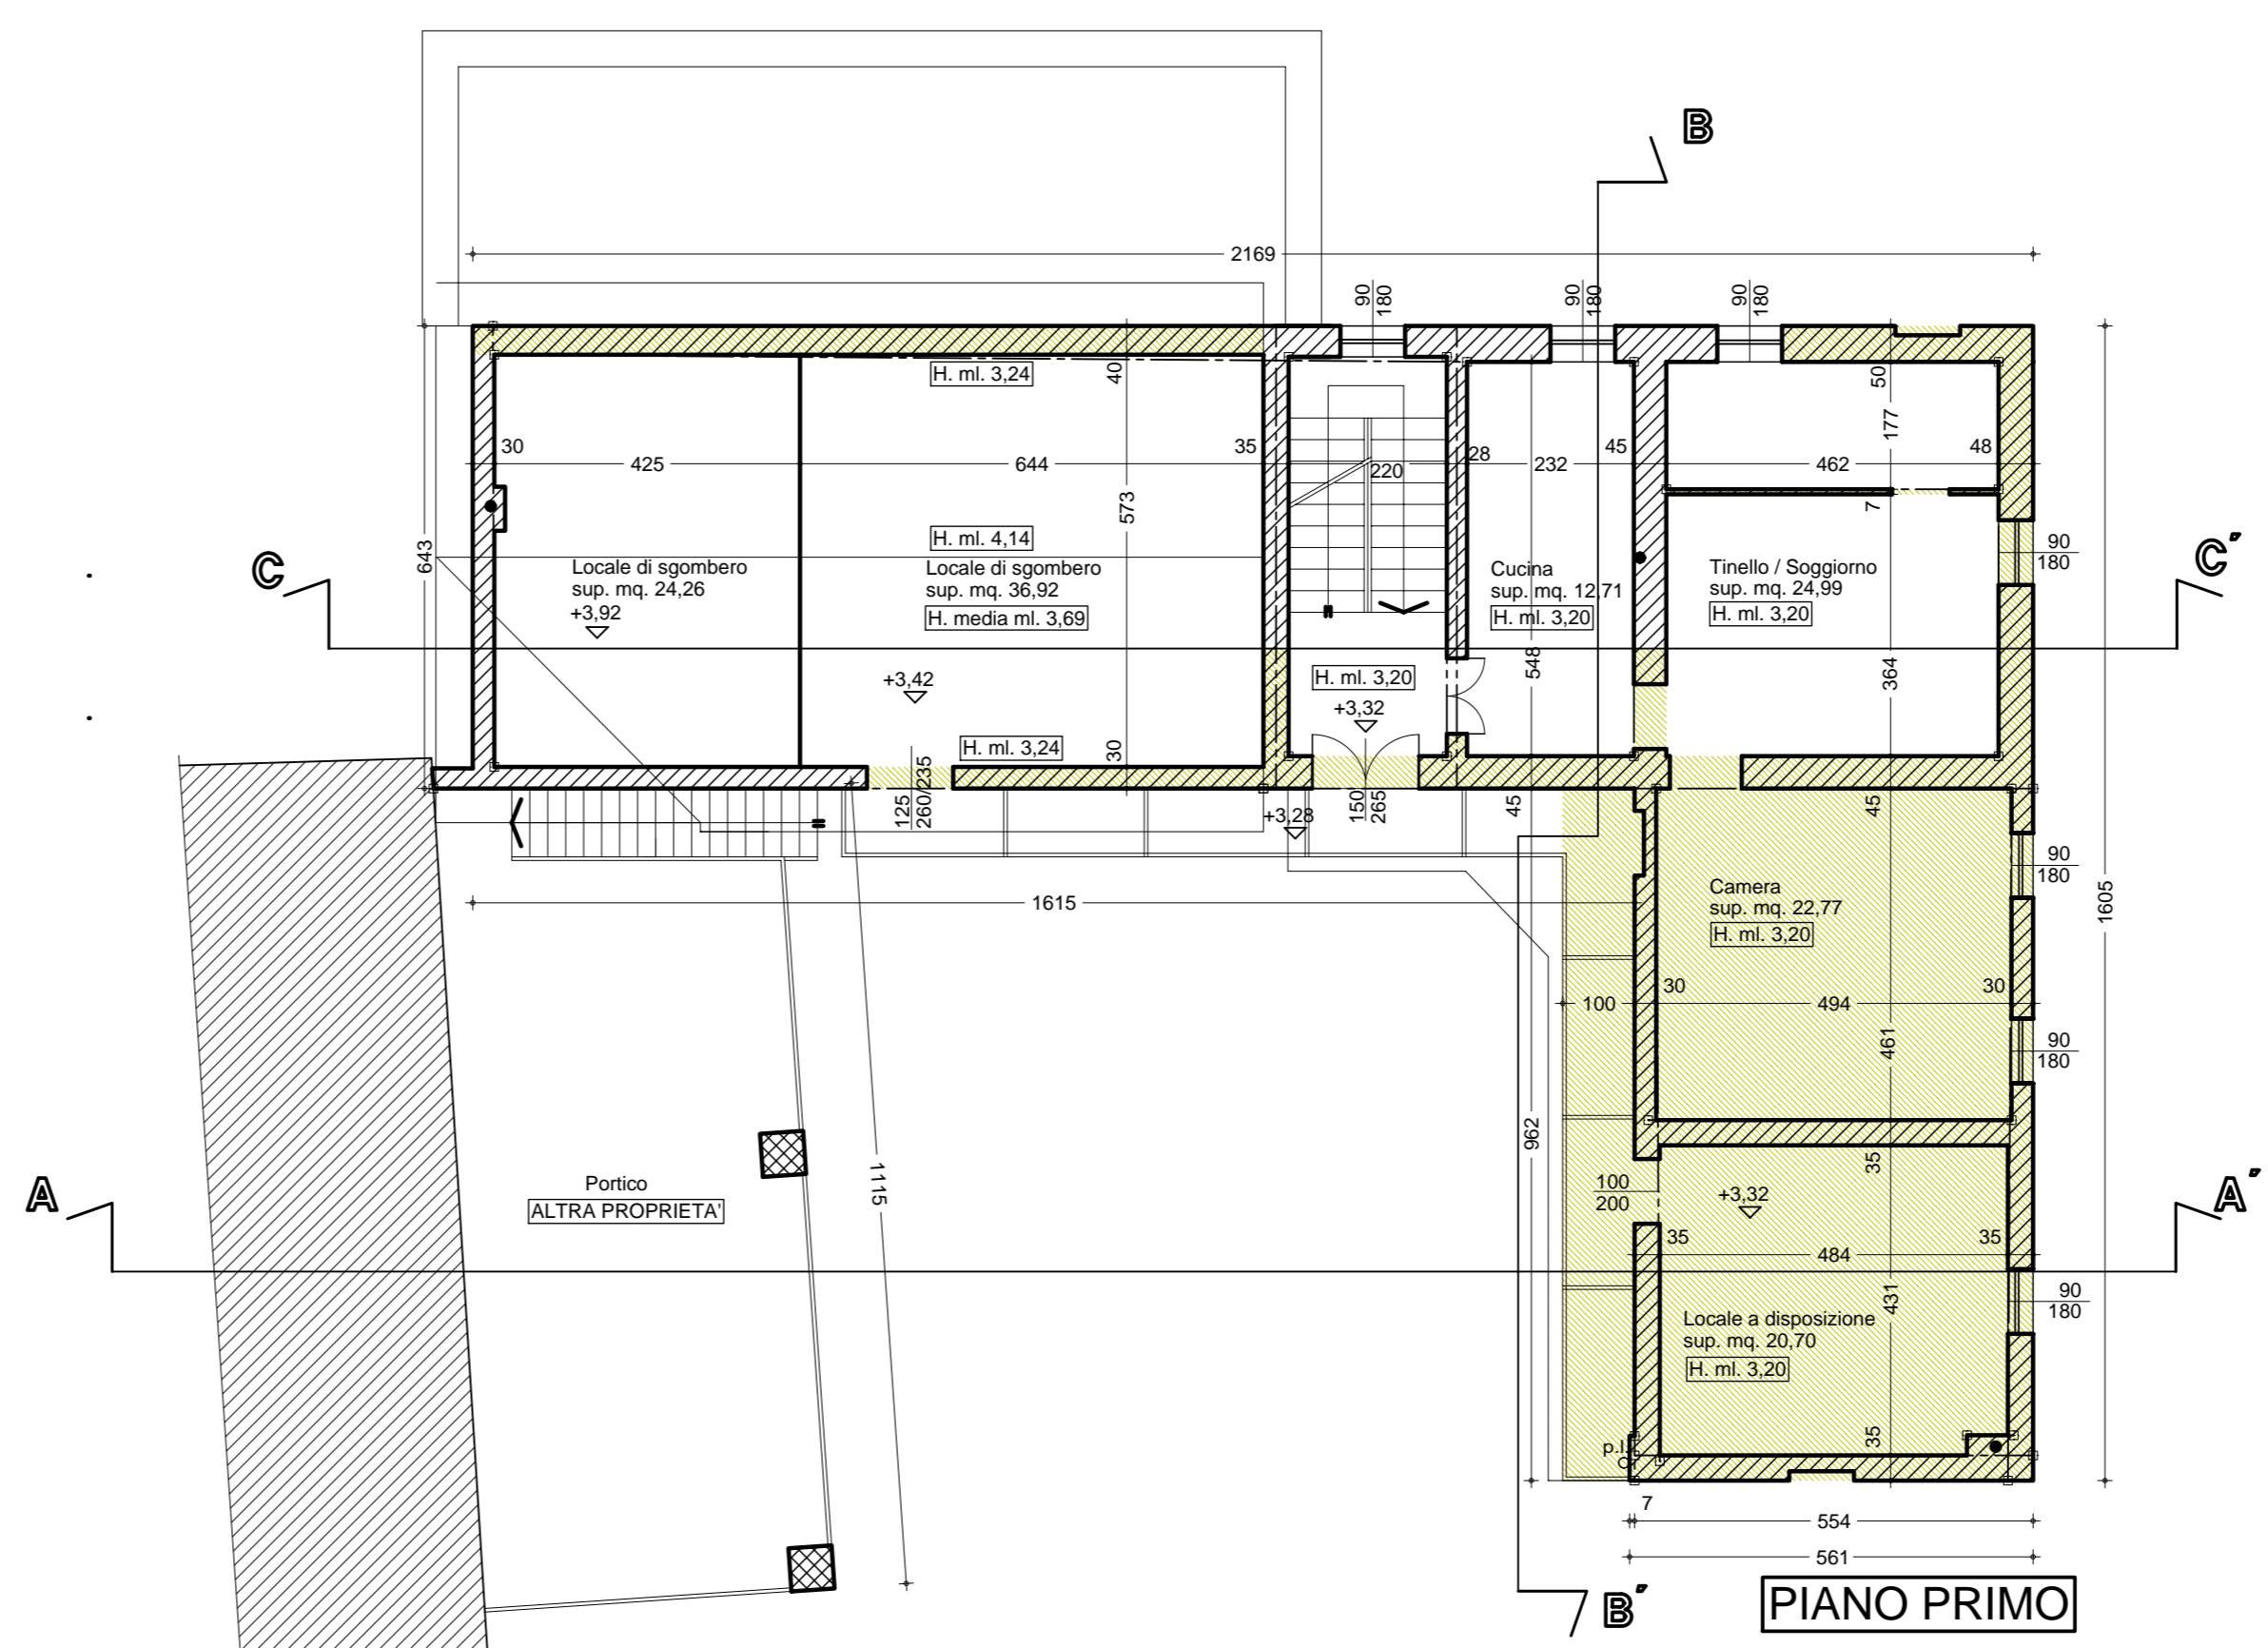 B
2169
90
180
90
180
90
180
H. ml. 3,24
40
50
177
30
425
644
35
220
28
232
45
462
48
573
7
643
C
H. ml. 4,14
Locale di sgombero
sup. mq. 24,26
+3,92
Locale di sgombero
sup. mq. 36,92
H. media ml. 3,69
Cucina
sup. mq. 12,71
H. ml. 3,20
Tinello / Soggiorno
sup. mq. 24,99
H. ml. 3,20
90
180
C'
+3,42
H. ml. 3,20
+3,32
548
364
H. ml. 3,24
30
125
260/235
+3,28
150
265
45
45
90
180
1615
Camera
sup. mq. 22,77
H. ml. 3,20
1605
100
30
494
30
461
90
180
962
1115
A
Portico
ALTRA PROPRIETA'
100
200
35
+3,32
A'
35
484
35
431
90
180
Locale a disposizione
sup. mq. 20,70
H. ml. 3,20
35
p.l.
7
554
561
B'
PIANO PRIMO